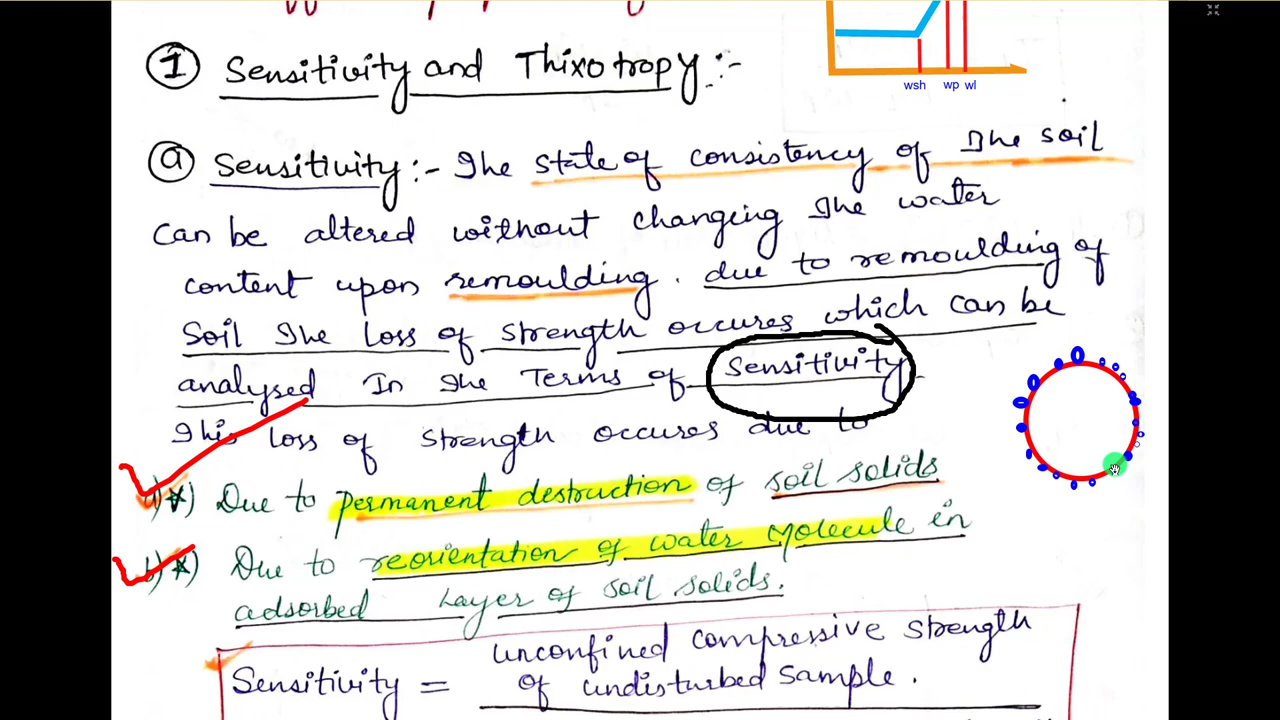 wsh wp wl
① Sensitivity and Thixotropy:-
ⓐ Sensitivity:- The state of consistency of the soil
can be altered without changing the water
content upon remoulding. due to remoulding of
Soil the Loss of strength occures which can be
analysed In the Terms of Sensitivity
This loss of strength occures due to
a)*) Due to permanent destruction of soil solids
b)*) Due to reorientation of water molecule in
adsorbed Layer of soil solids.
Sensitivity = unconfined compressive strength
of undisturbed sample.